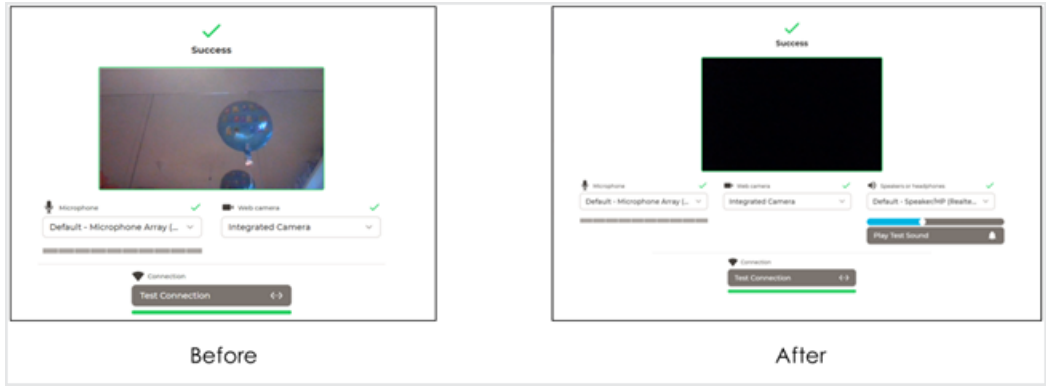 Success
Microphone
Web camera
Default - Microphone Array (...
Integrated Camera
Connection
Test Connection
Before
Success
Microphone
Web camera
Speakers or headphones
Default - Microphone Array (...
Integrated Camera
Default - Speaker/HP (Realte...
Play Test Sound
Connection
Test Connection
After